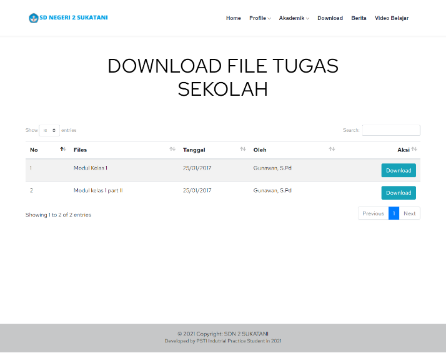 SD NEGERI 2 SUKATANI
Home Profile Akademik Download Berita Video Belajar
DOWNLOAD FILE TUGAS
SEKOLAH
Show entries
Search:
No Files Tanggal Oleh Aksi
1 Modul Kelas 1 25/01/2017 Gunawan, S.Pd Download
2 Modul kelas 1 part II 25/01/2017 Gunawan, S.Pd Download
Showing 1 to 2 of 2 entries
Previous 1 Next
© 2021 Copyright: SDN 2 SUKATANI
Developed by PSTI Industrial Practice Student in 2021